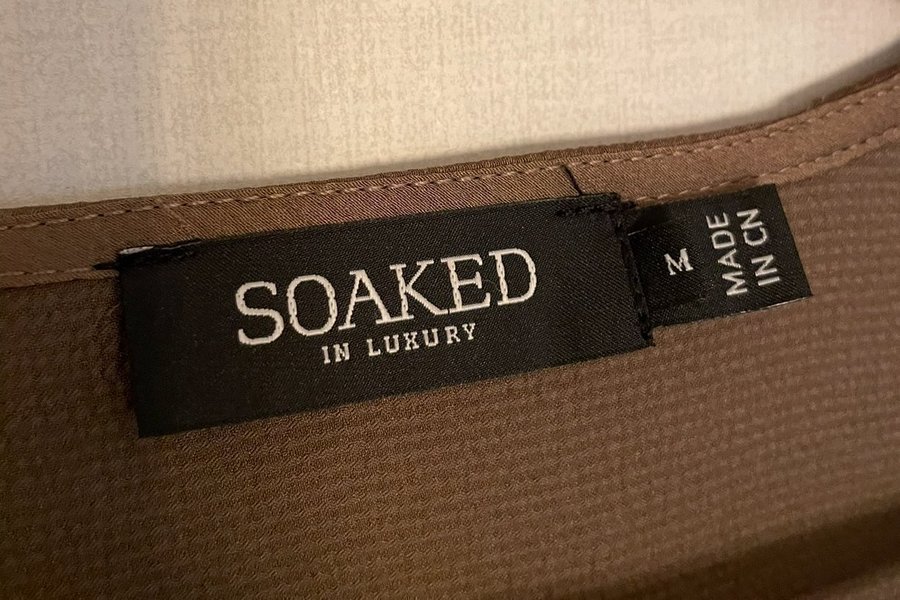 SOAKED
IN LUXURY
M
MADE
IN CN